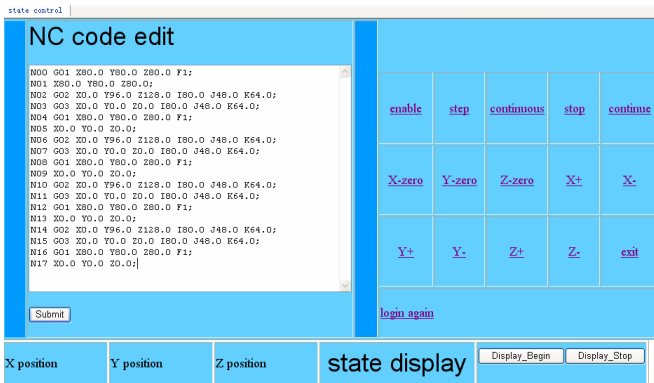 state control
NC code edit
N00 G01 X80.0 Y80.0 Z80.0 F1;
N01 X80.0 Y80.0 Z80.0;
N02 G02 X0.0 Y96.0 Z128.0 I80.0 J48.0 K64.0;
N03 G03 X0.0 Y0.0 Z0.0 I80.0 J48.0 K64.0;
N04 G01 X80.0 Y80.0 Z80.0 F1;
N05 X0.0 Y0.0 Z0.0;
N06 G02 X0.0 Y96.0 Z128.0 I80.0 J48.0 K64.0;
N07 G03 X0.0 Y0.0 Z0.0 I80.0 J48.0 K64.0;
N08 G01 X80.0 Y80.0 Z80.0 F1;
N09 X0.0 Y0.0 Z0.0;
N10 G02 X0.0 Y96.0 Z128.0 I80.0 J48.0 K64.0;
N11 G03 X0.0 Y0.0 Z0.0 I80.0 J48.0 K64.0;
N12 G01 X80.0 Y80.0 Z80.0 F1;
N13 X0.0 Y0.0 Z0.0;
N14 G02 X0.0 Y96.0 Z128.0 I80.0 J48.0 K64.0;
N15 G03 X0.0 Y0.0 Z0.0 I80.0 J48.0 K64.0;
N16 G01 X80.0 Y80.0 Z80.0 F1;
N17 X0.0 Y0.0 Z0.0;
Submit
enable step continuous stop continue
X-zero Y-zero Z-zero X+ X-
Y+ Y- Z+ Z- exit
login again
X position Y position Z position state display Display_Begin Display_Stop